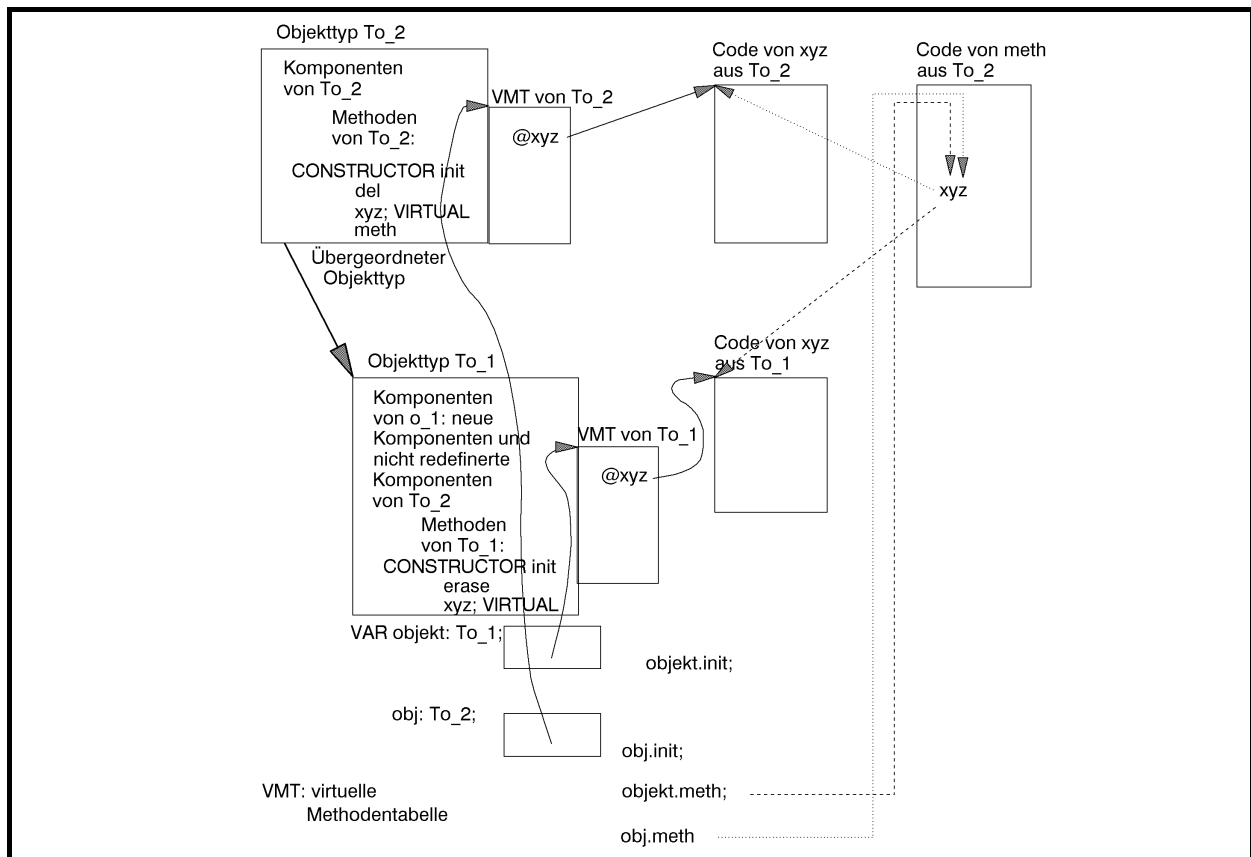 Objekttyp To_2
Komponenten
von To_2
Methoden
von To_2:
CONSTRUCTOR init
del
xyz; VIRTUAL
meth
VMT von To_2
@xyz
Code von xyz
aus To_2
Code von meth
aus To_2
xyz
Übergeordneter
Objekttyp
Objekttyp To_1
Komponenten
von o_1: neue
Komponenten und
nicht redefinerte
Komponenten
von To_2
Methoden
von To_1:
CONSTRUCTOR init
erase
xyz; VIRTUAL
VMT von To_1
@xyz
Code von xyz
aus To_1
VAR objekt: To_1;
objekt.init;
obj: To_2;
obj.init;
VMT: virtuelle
Methodentabelle
objekt.meth;
obj.meth